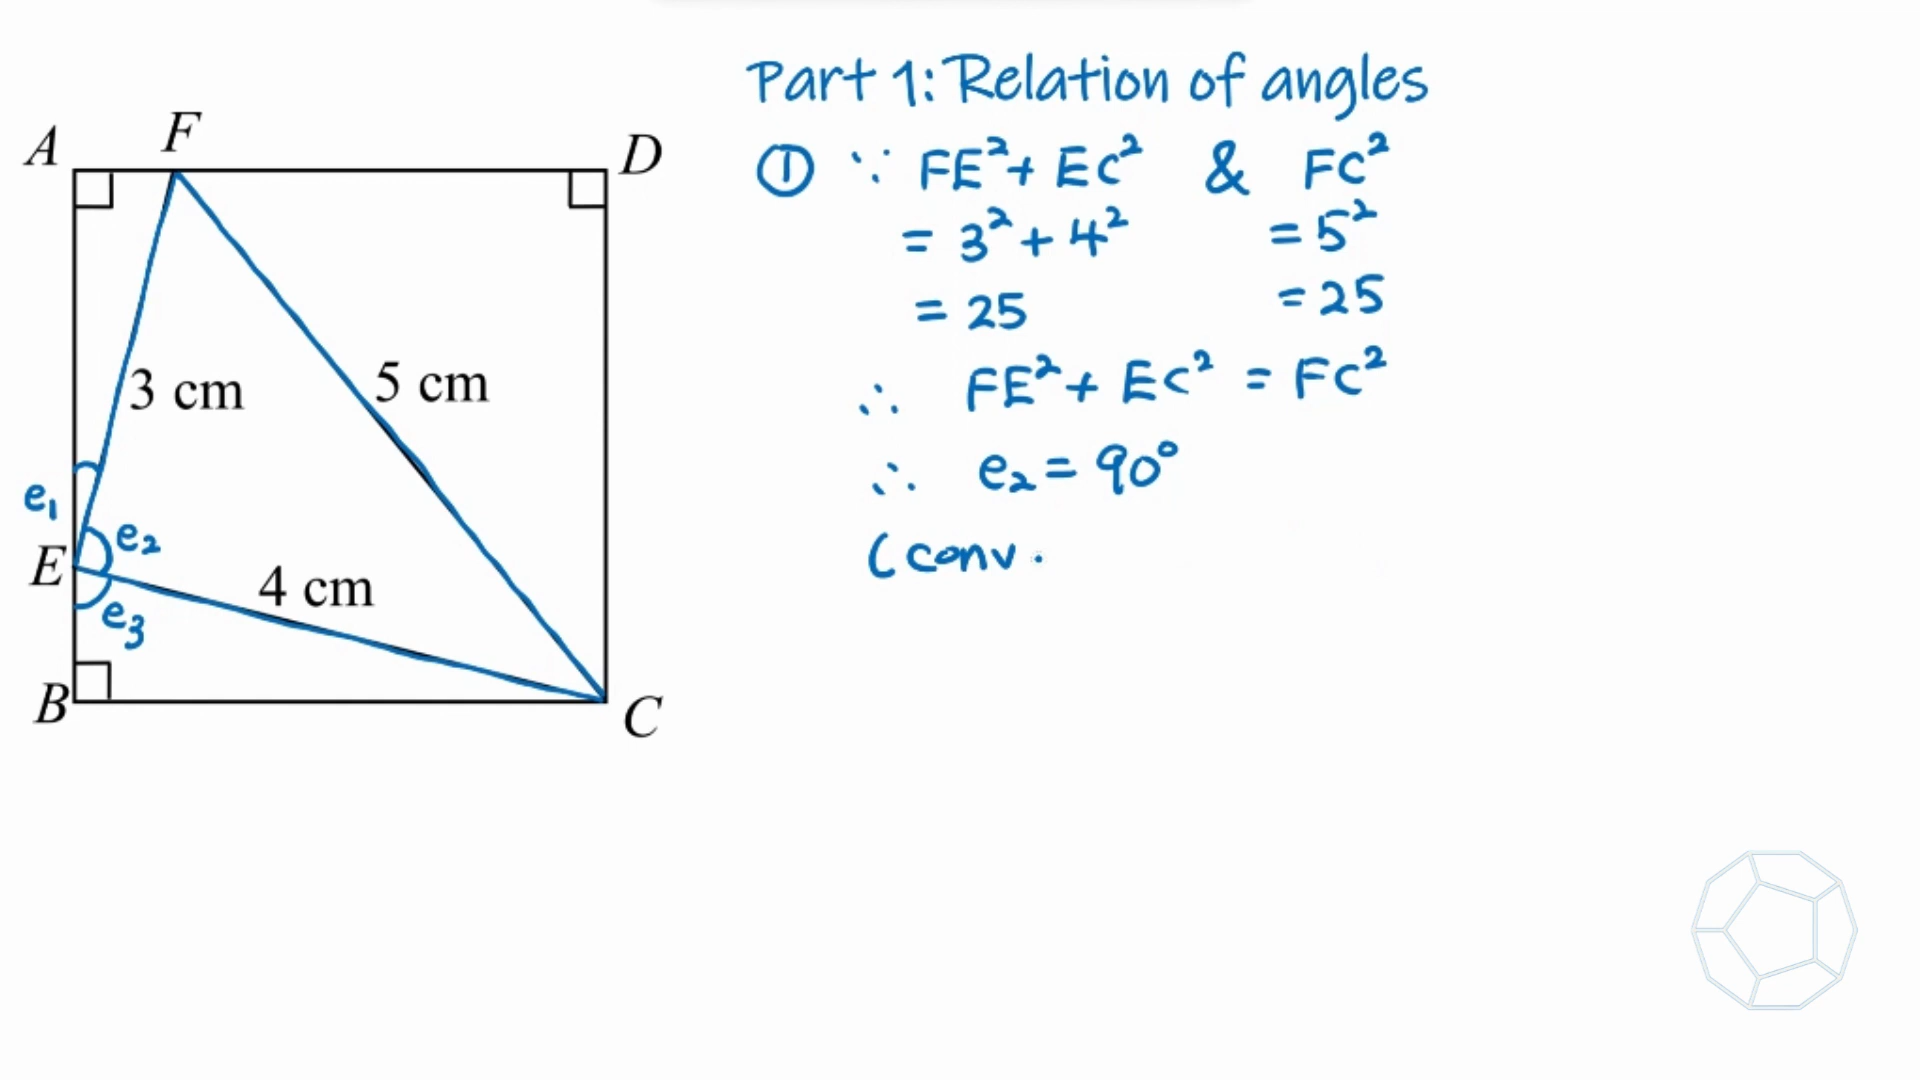 Part 1: Relation of angles
A F D
① ∵ FE²+ EC² & FC²
= 3² + 4² = 5²
= 25 = 25
3 cm 5 cm
∴ FE² + EC² = FC²
e₁ ∴ e₂ = 90°
E e₂ (conv.
4 cm
e₃
B C